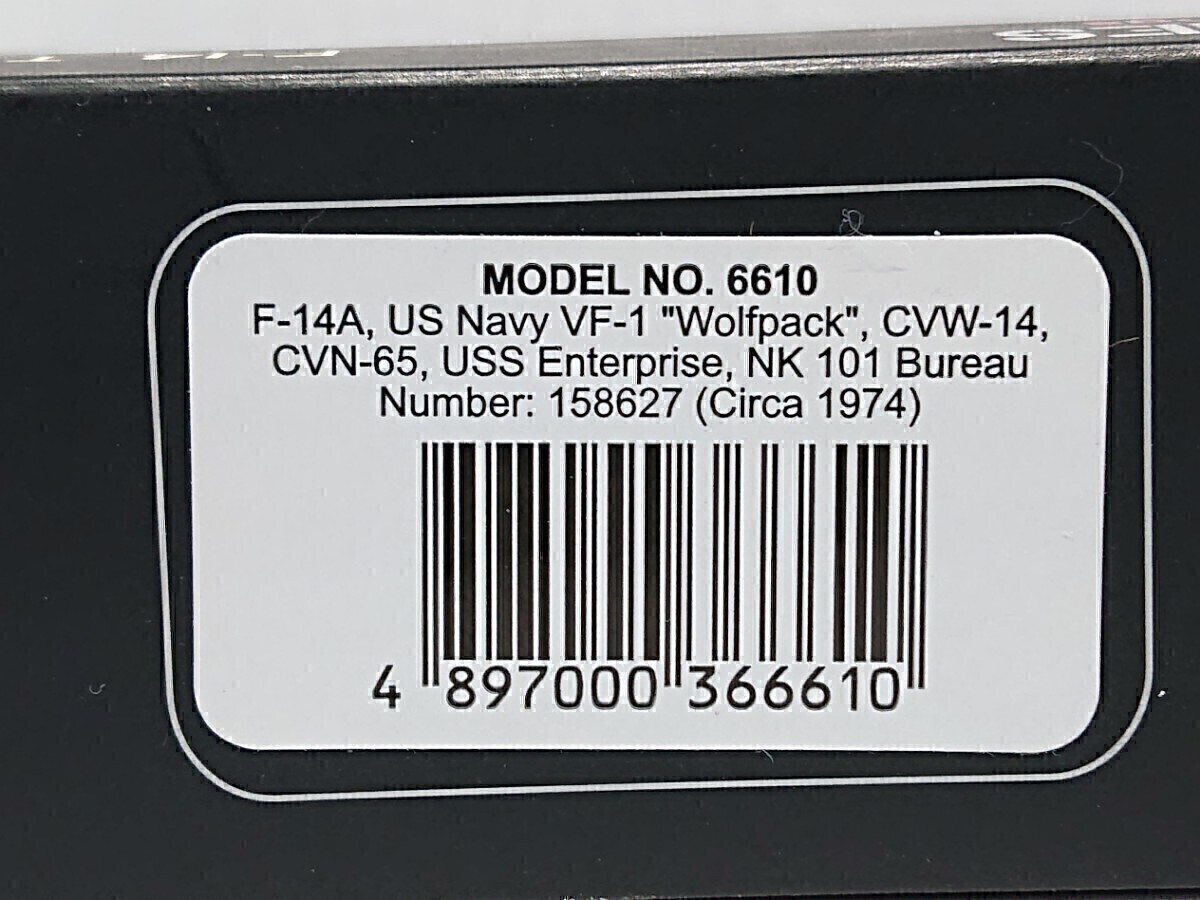 MODEL NO. 6610
F-14A, US Navy VF-1 "Wolfpack", CVW-14,
CVN-65, USS Enterprise, NK 101 Bureau
Number: 158627 (Circa 1974)
4 897000 366610